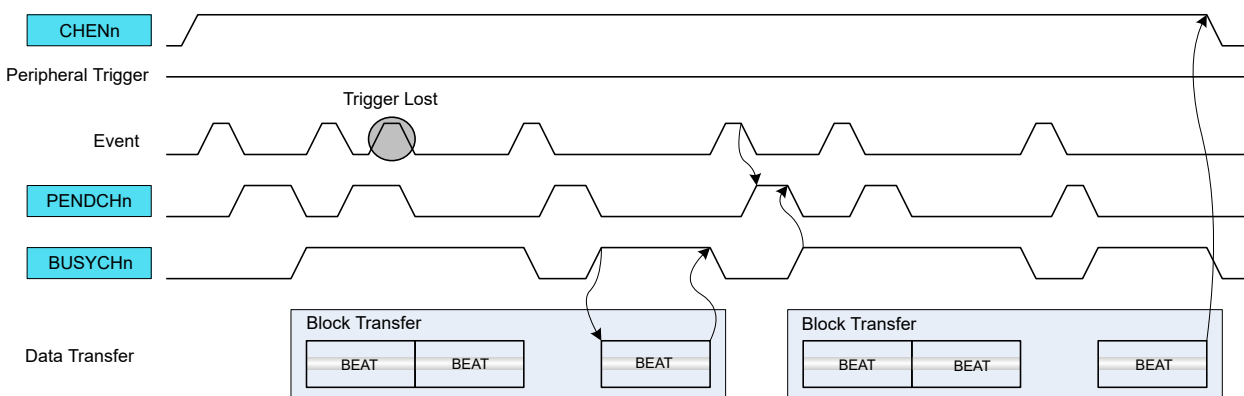 CHENn
Peripheral Trigger
Trigger Lost
Event
PENDCHn
BUSYCHn
Data Transfer
Block Transfer
BEAT
BEAT
BEAT
Block Transfer
BEAT
BEAT
BEAT